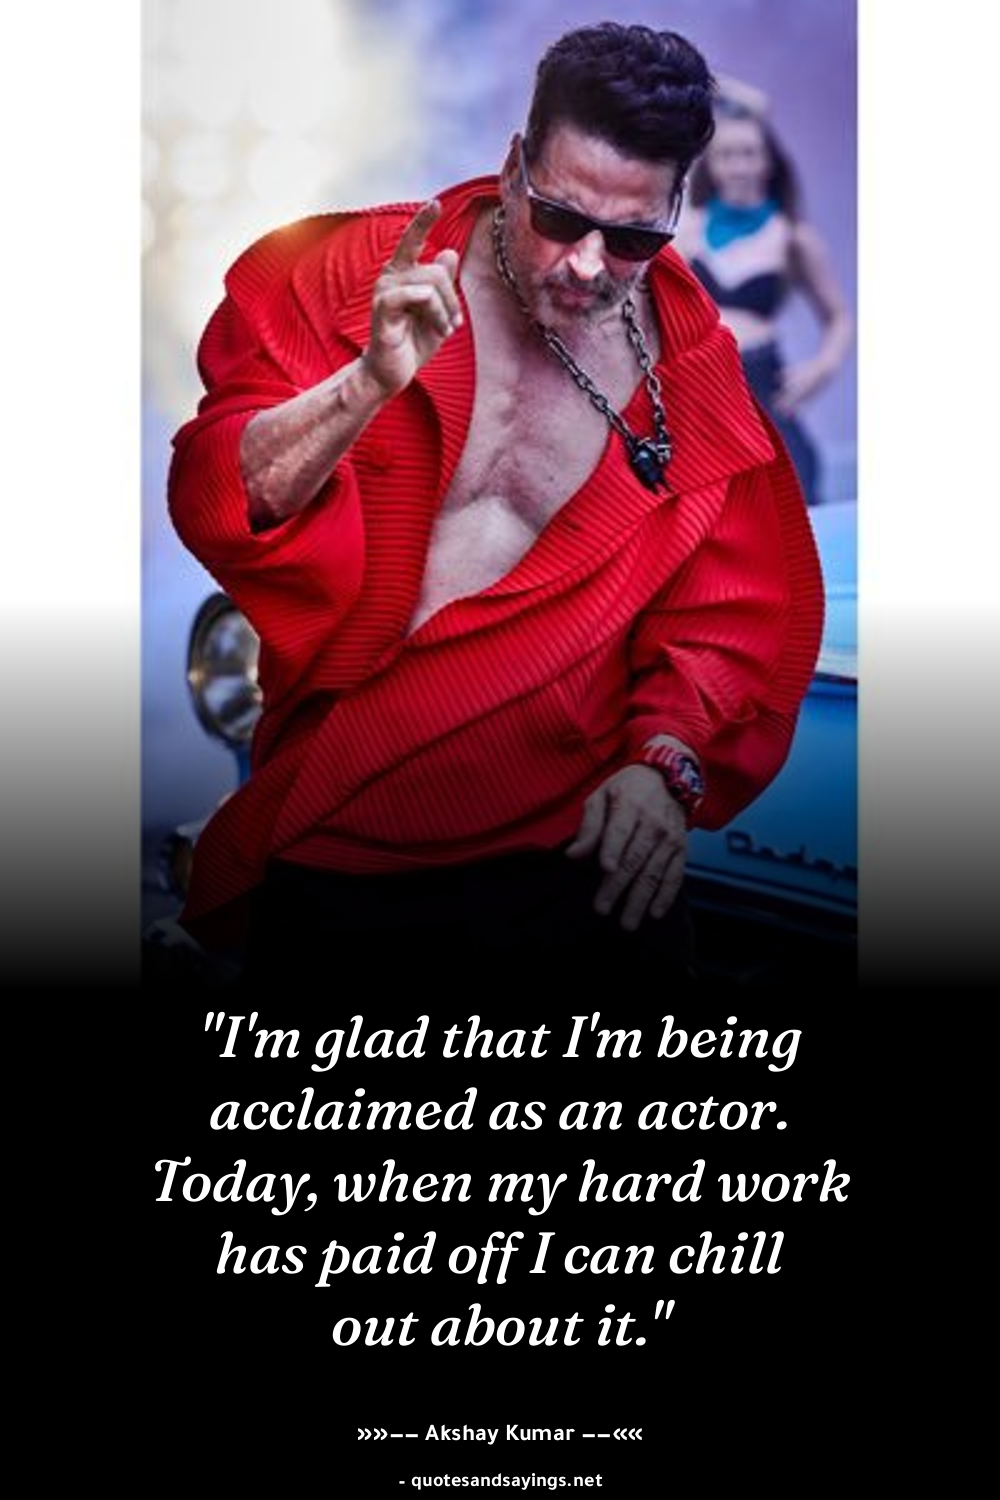 "I'm glad that I'm being
acclaimed as an actor.
Today, when my hard work
has paid off I can chill
out about it."
»»–– Akshay Kumar ––««
- quotesandsayings.net